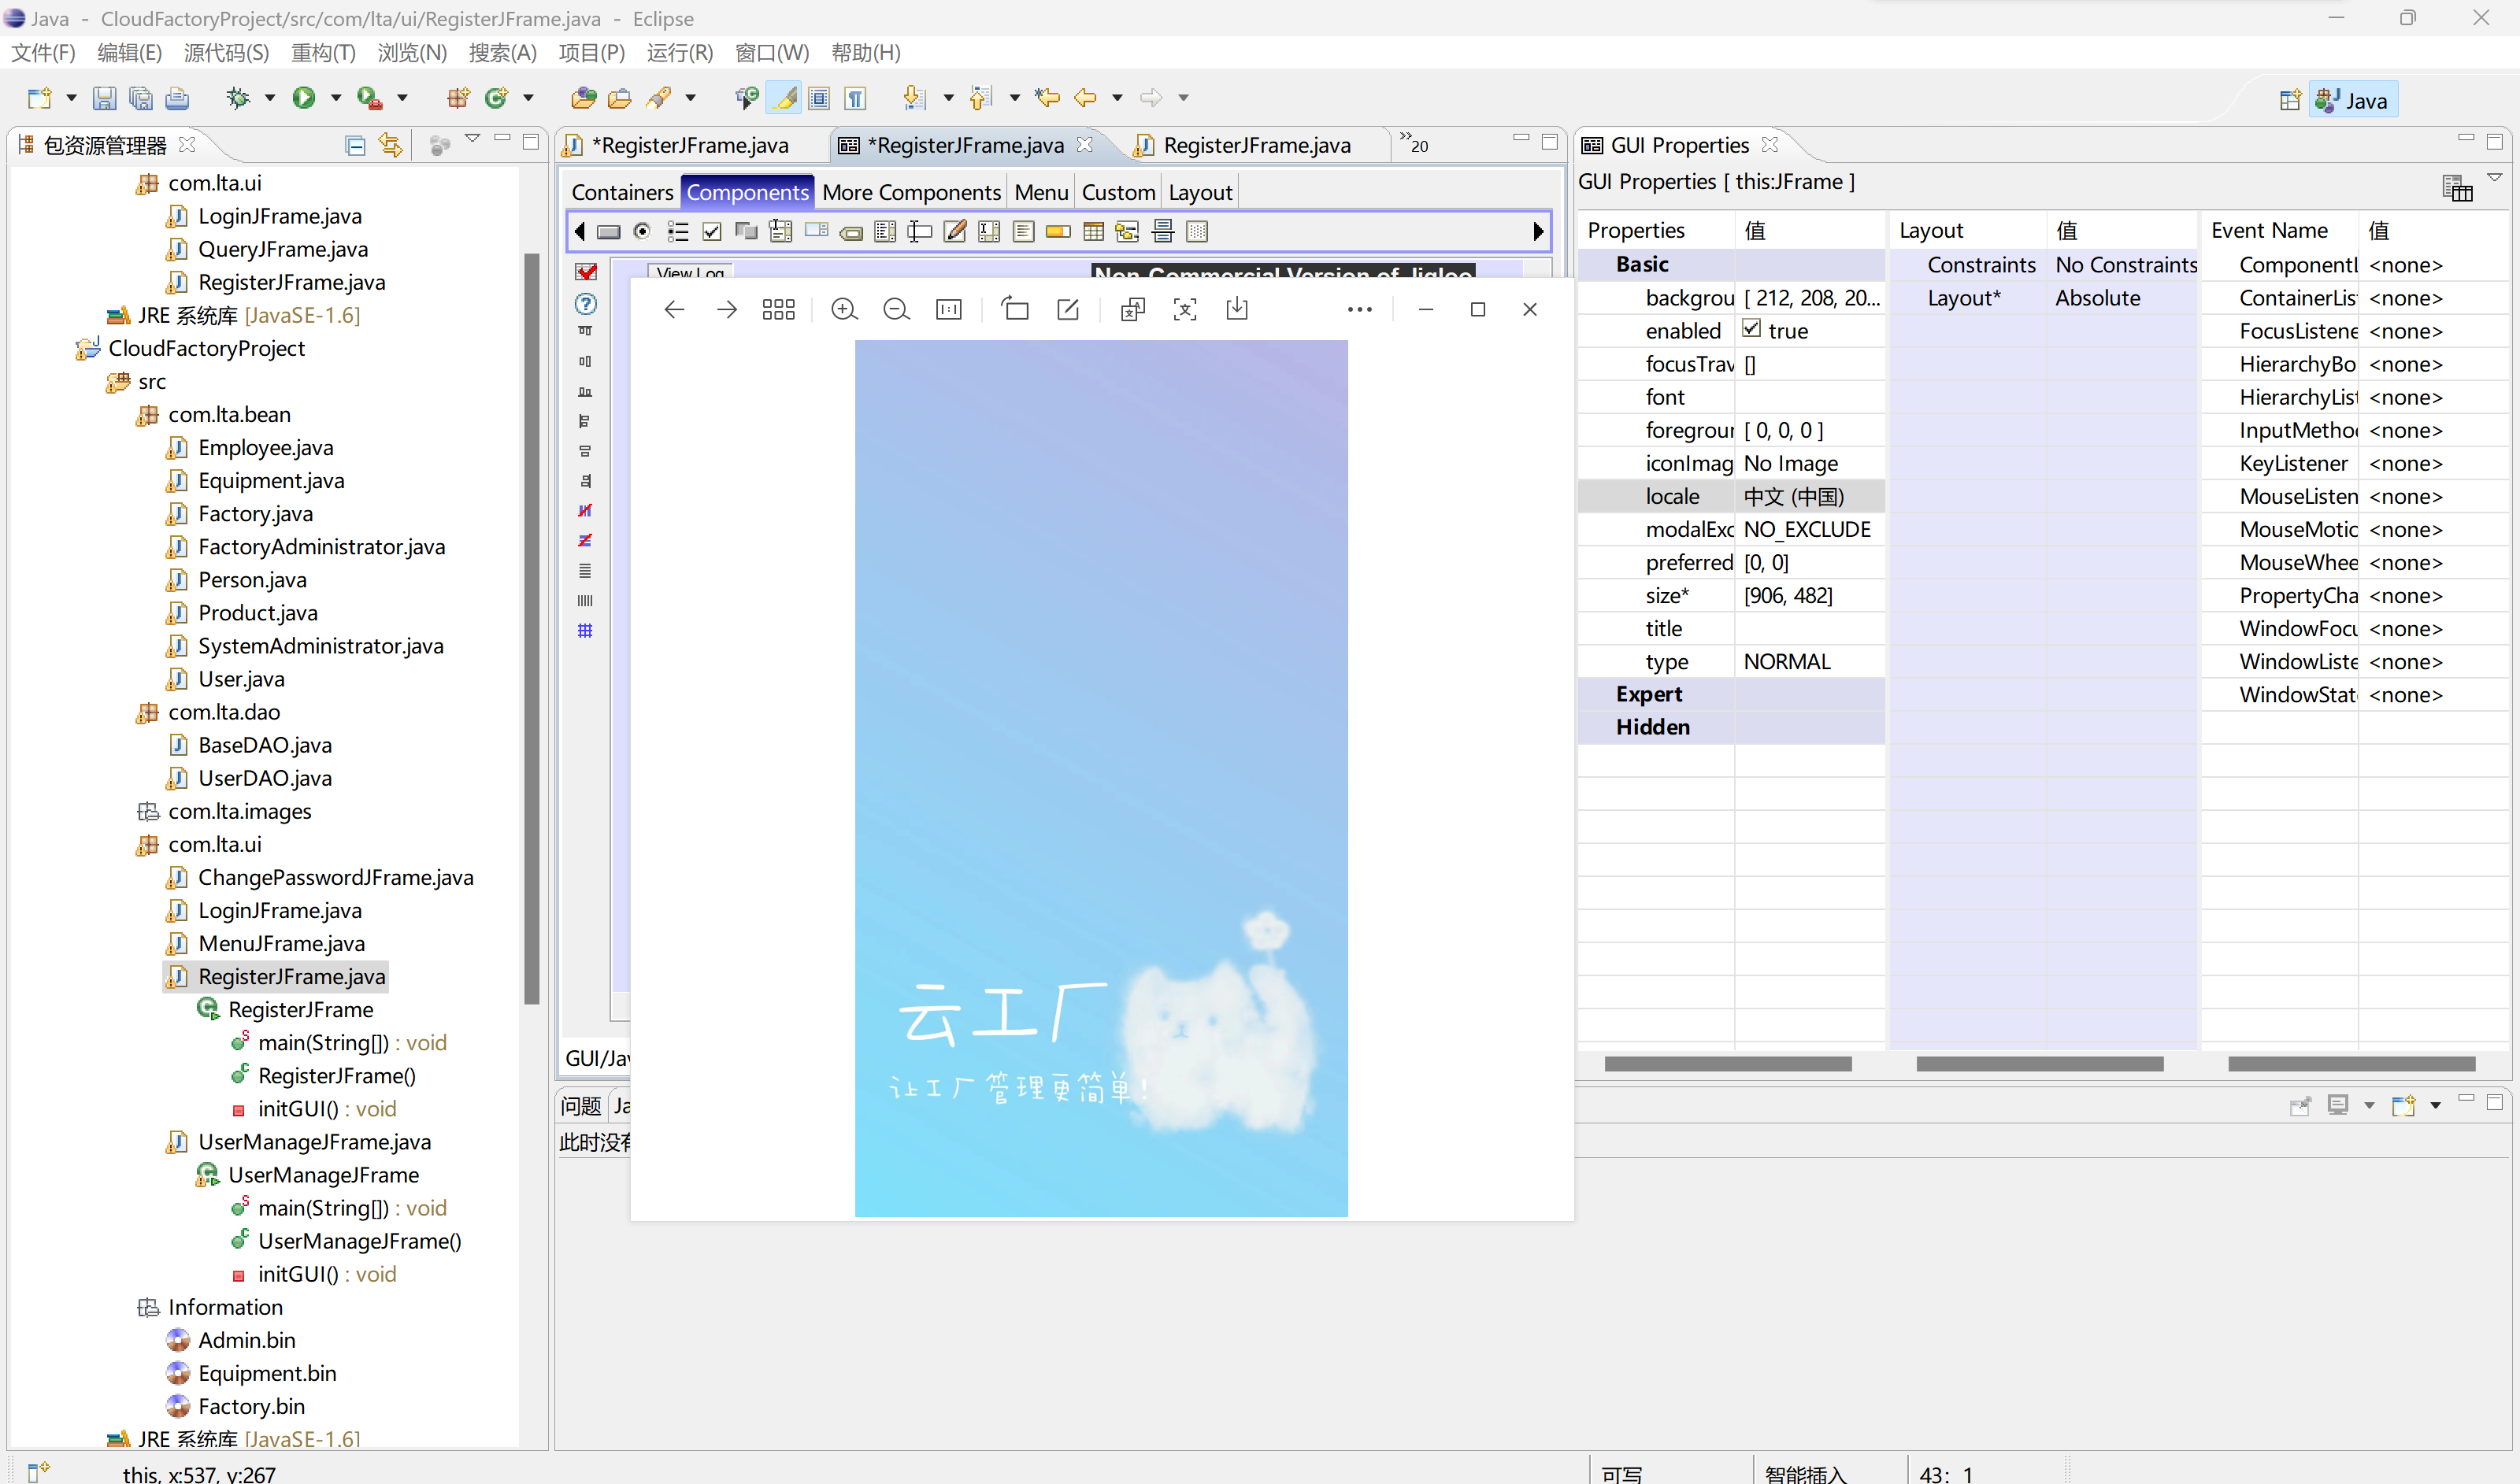 Java - CloudFactoryProject/src/com/lta/ui/RegisterJFrame.java - Eclipse
文件(F) 编辑(E) 源代码(S) 重构(T) 浏览(N) 搜索(A) 项目(P) 运行(R) 窗口(W) 帮助(H)
Java
包资源管理器
com.lta.ui
LoginJFrame.java
QueryJFrame.java
RegisterJFrame.java
JRE 系统库 [JavaSE-1.6]
CloudFactoryProject
src
com.lta.bean
Employee.java
Equipment.java
Factory.java
FactoryAdministrator.java
Person.java
Product.java
SystemAdministrator.java
User.java
com.lta.dao
BaseDAO.java
UserDAO.java
com.lta.images
com.lta.ui
ChangePasswordJFrame.java
LoginJFrame.java
MenuJFrame.java
RegisterJFrame.java
RegisterJFrame
main(String[]) : void
RegisterJFrame()
initGUI() : void
UserManageJFrame.java
UserManageJFrame
main(String[]) : void
UserManageJFrame()
initGUI() : void
Information
Admin.bin
Equipment.bin
Factory.bin
JRE 系统库 [JavaSE-1.6]
*RegisterJFrame.java *RegisterJFrame.java RegisterJFrame.java »20
Containers Components More Components Menu Custom Layout
View Log Non-Commercial Version of Jigloo
云工厂
让工厂管理更简单!
GUI/Jav
问题 Ja
此时没有
GUI Properties
GUI Properties [ this:JFrame ]
Properties 值 Layout 值 Event Name 值
Basic Constraints No Constraints ComponentL <none>
backgrou [ 212, 208, 20... Layout* Absolute ContainerLis <none>
enabled true FocusListene <none>
focusTrav [] HierarchyBo <none>
font HierarchyList <none>
foregroun [ 0, 0, 0 ] InputMetho <none>
iconImag No Image KeyListener <none>
locale 中文 (中国) MouseListen <none>
modalExc NO_EXCLUDE MouseMotic <none>
preferred [0, 0] MouseWhee <none>
size* [906, 482] PropertyCha <none>
title WindowFocu <none>
type NORMAL WindowListe <none>
Expert WindowStat <none>
Hidden
this, x:537, y:267 可写 智能插入 43: 1